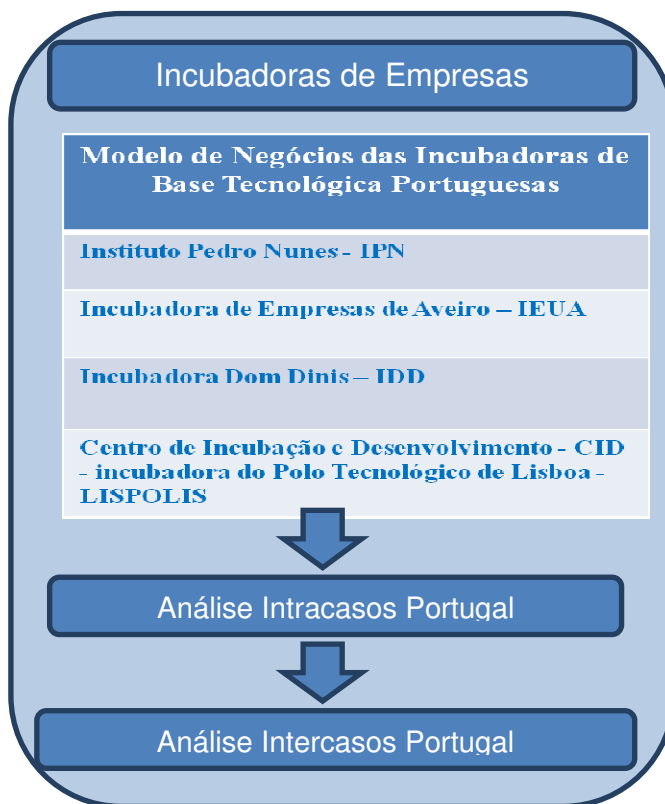 Incubadoras de Empresas
Modelo de Negócios das Incubadoras de
Base Tecnológica Portuguesas
Instituto Pedro Nunes - IPN
Incubadora de Empresas de Aveiro – IEUA
Incubadora Dom Dinis – IDD
Centro de Incubação e Desenvolvimento - CID
- incubadora do Polo Tecnológico de Lisboa -
LISPOLIS
Análise Intracasos Portugal
Análise Intercasos Portugal